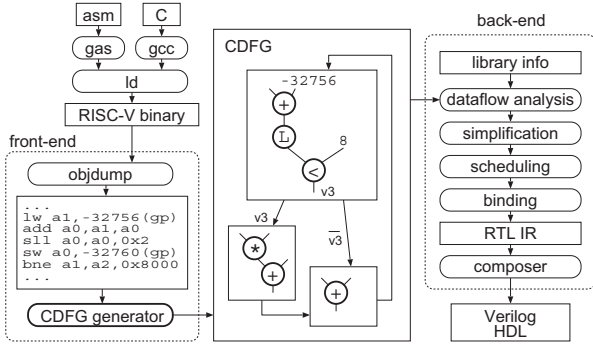 asm
C
gas
gcc
ld
RISC-V binary
front-end
objdump
...
lw a1,-32756(gp)
add a0,a1,a0
sll a0,a0,0x2
sw a0,-32760(gp)
bne a1,a2,0x8000
...
CDFG generator
CDFG
-32756
+
L
8
<
v3
v3
v3
*
+
+
back-end
library info
dataflow analysis
simplification
scheduling
binding
RTL IR
composer
Verilog
HDL